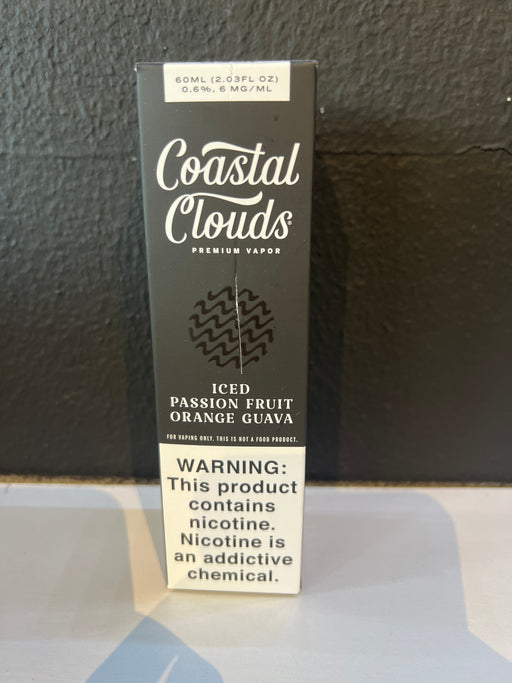 60ML (2.03FL OZ)
0.6%, 6 MG/ML
Coastal
Clouds
PREMIUM VAPOR
ICED
PASSION FRUIT
ORANGE GUAVA
FOR VAPING ONLY. THIS IS NOT A FOOD PRODUCT.
WARNING:
This product
contains
nicotine.
Nicotine is
an addictive
chemical.